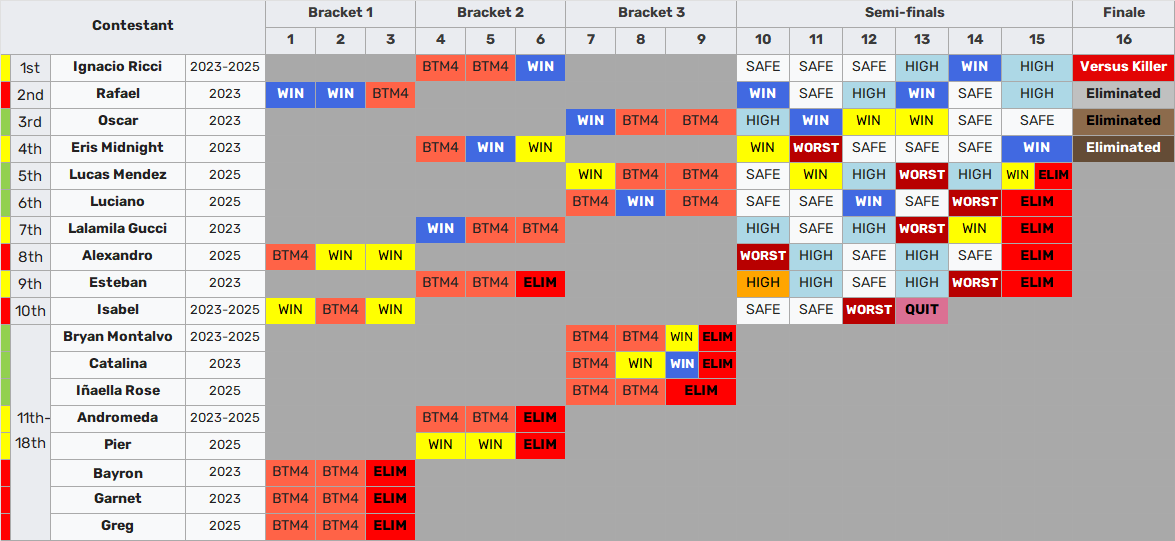 Contestant Bracket 1 Bracket 2 Bracket 3 Semi-finals Finale
1 2 3 4 5 6 7 8 9 10 11 12 13 14 15 16
1st Ignacio Ricci 2023-2025 BTM4 BTM4 WIN SAFE SAFE SAFE HIGH WIN HIGH Versus Killer
2nd Rafael 2023 WIN WIN BTM4 WIN SAFE HIGH WIN SAFE HIGH Eliminated
3rd Oscar 2023 WIN BTM4 BTM4 HIGH WIN WIN WIN SAFE SAFE Eliminated
4th Eris Midnight 2023 BTM4 WIN WIN WIN WORST SAFE SAFE SAFE WIN Eliminated
5th Lucas Mendez 2025 WIN BTM4 BTM4 SAFE WIN HIGH WORST HIGH WIN ELIM
6th Luciano 2025 BTM4 WIN BTM4 SAFE SAFE WIN SAFE WORST ELIM
7th Lalamila Gucci 2023 WIN BTM4 BTM4 HIGH SAFE HIGH WORST WIN ELIM
8th Alexandro 2025 BTM4 WIN WIN WORST HIGH SAFE HIGH SAFE ELIM
9th Esteban 2023 BTM4 BTM4 ELIM HIGH HIGH SAFE HIGH WORST ELIM
10th Isabel 2023-2025 WIN BTM4 WIN SAFE SAFE WORST QUIT
Bryan Montalvo 2023-2025 BTM4 BTM4 WIN ELIM
Catalina 2023 BTM4 WIN WIN ELIM
Iñaella Rose 2025 BTM4 BTM4 ELIM
11th- Andromeda 2023-2025 BTM4 BTM4 ELIM
18th Pier 2025 WIN WIN ELIM
Bayron 2023 BTM4 BTM4 ELIM
Garnet 2023 BTM4 BTM4 ELIM
Greg 2025 BTM4 BTM4 ELIM